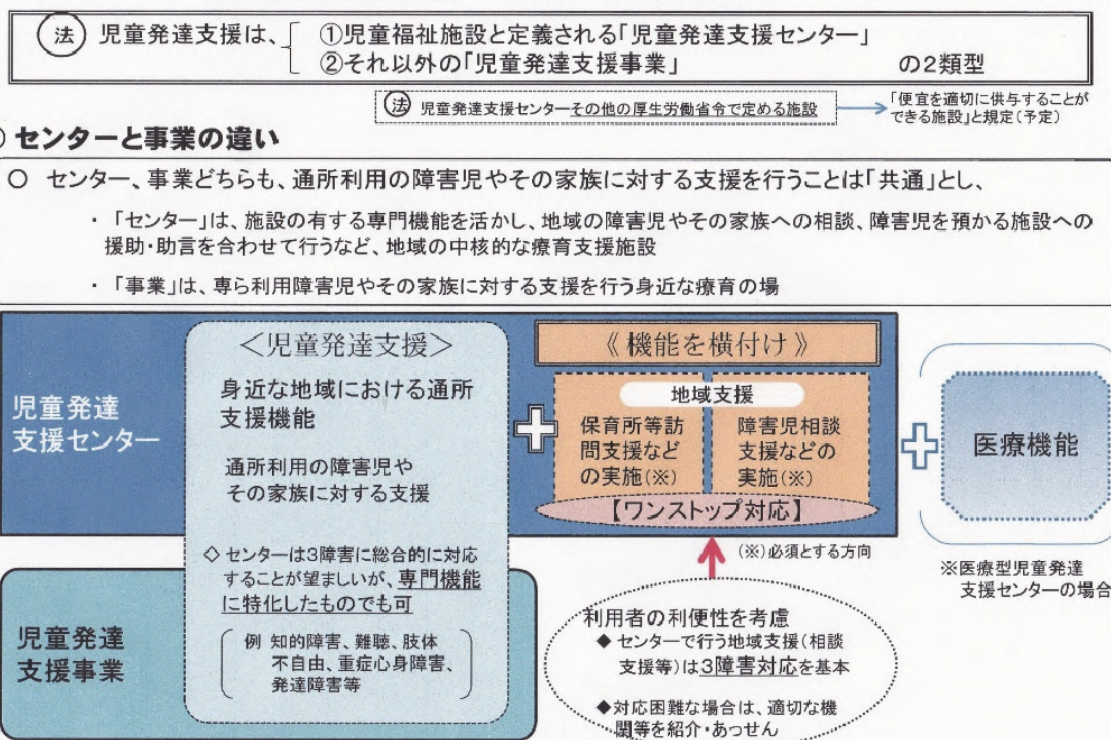 法 児童発達支援は、 ①児童福祉施設と定義される「児童発達支援センター」
②それ以外の「児童発達支援事業」 の2類型
法 児童発達支援センターその他の厚生労働省令で定める施設
「便宜を適切に供与することが
できる施設」と規定(予定)
センターと事業の違い
○ センター、事業どちらも、通所利用の障害児やその家族に対する支援を行うことは「共通」とし、
・「センター」は、施設の有する専門機能を活かし、地域の障害児やその家族への相談、障害児を預かる施設への
援助・助言を合わせて行うなど、地域の中核的な療育支援施設
・「事業」は、専ら利用障害児やその家族に対する支援を行う身近な療育の場
児童発達
支援センター
<児童発達支援>
身近な地域における通所
支援機能
通所利用の障害児や
その家族に対する支援
◇センターは3障害に総合的に対応
することが望ましいが、専門機能
に特化したものでも可
例 知的障害、難聴、肢体
不自由、重症心身障害、
発達障害等
《機能を横付け》
地域支援
保育所等訪
問支援など
の実施(※)
障害児相談
支援などの
実施(※)
【ワンストップ対応】
(※)必須とする方向
医療機能
※医療型児童発達
支援センターの場合
児童発達
支援事業
利用者の利便性を考慮
◆センターで行う地域支援(相談
支援等)は3障害対応を基本
◆対応困難な場合は、適切な機
関等を紹介・あっせん